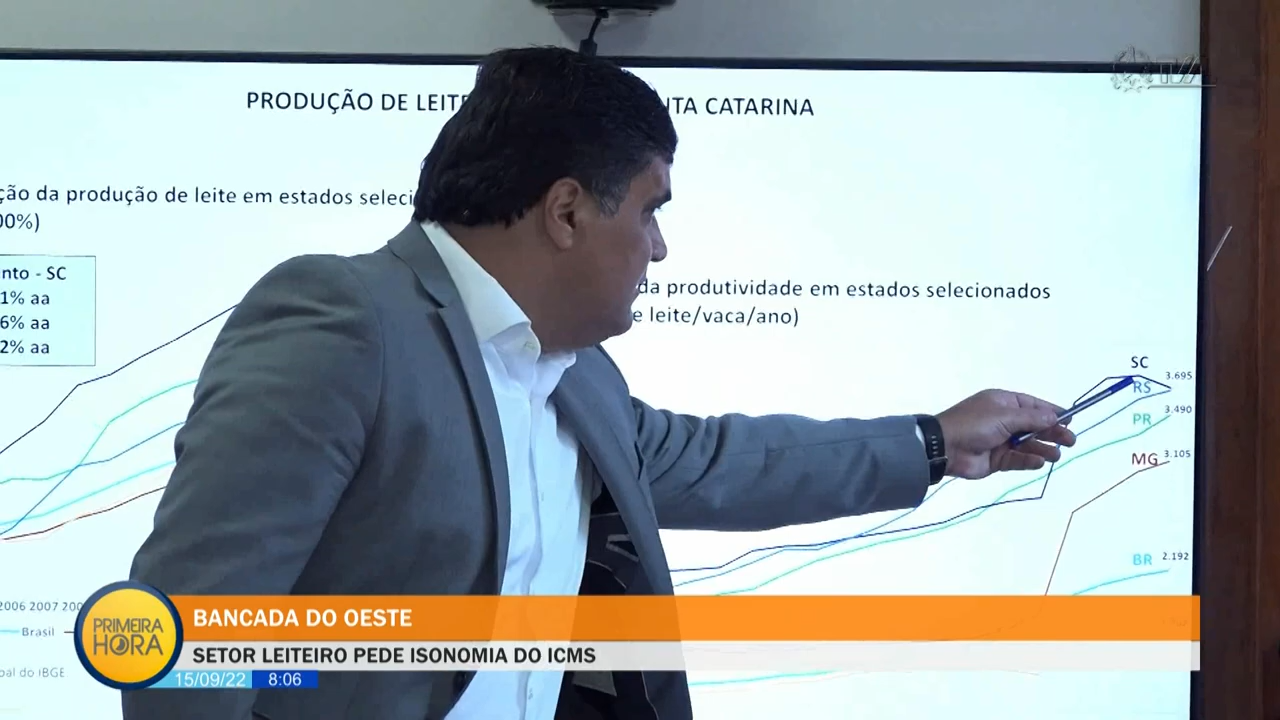 PRODUÇÃO DE LEIT NTA CATARINA
ção da produção de leite em estados seleci
00%)
nto - SC
1% aa
6% aa
2% aa
da produtividade em estados selecionados
e leite/vaca/ano)
SC
3.695
RS
3.490
PR
3.105
MG
2.192
BR
2006 2007 200
Brasil
pal do IBGE
PRIMEIRA
HORA
BANCADA DO OESTE
SETOR LEITEIRO PEDE ISONOMIA DO ICMS
15/09/22 8:06